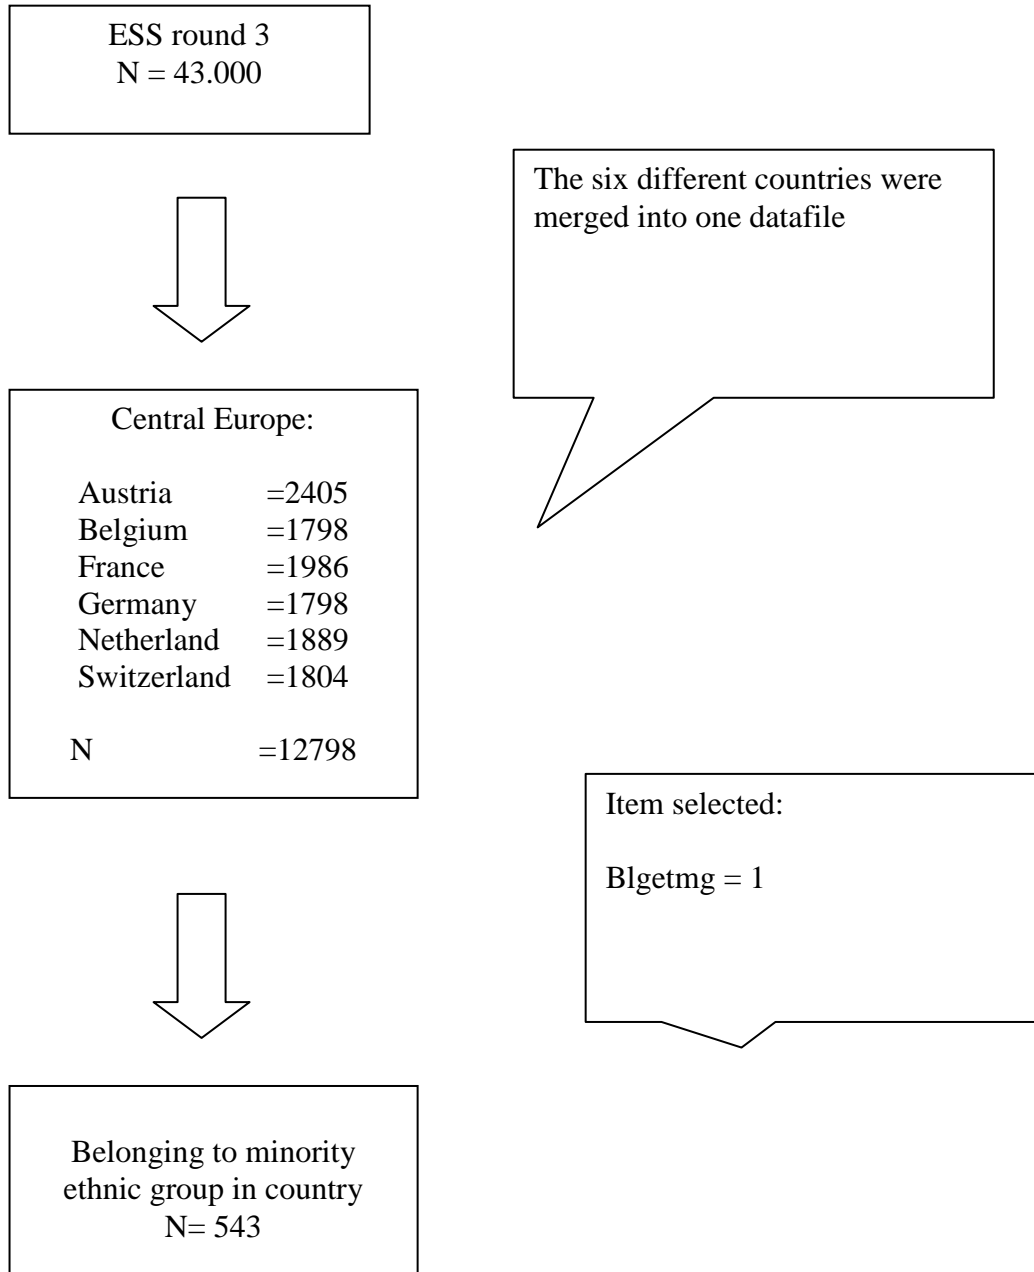 ESS round 3
N = 43.000
The six different countries were
merged into one datafile
Central Europe:
Austria =2405
Belgium =1798
France =1986
Germany =1798
Netherland =1889
Switzerland =1804
N =12798
Item selected:
Blgetmg = 1
Belonging to minority
ethnic group in country
N= 543